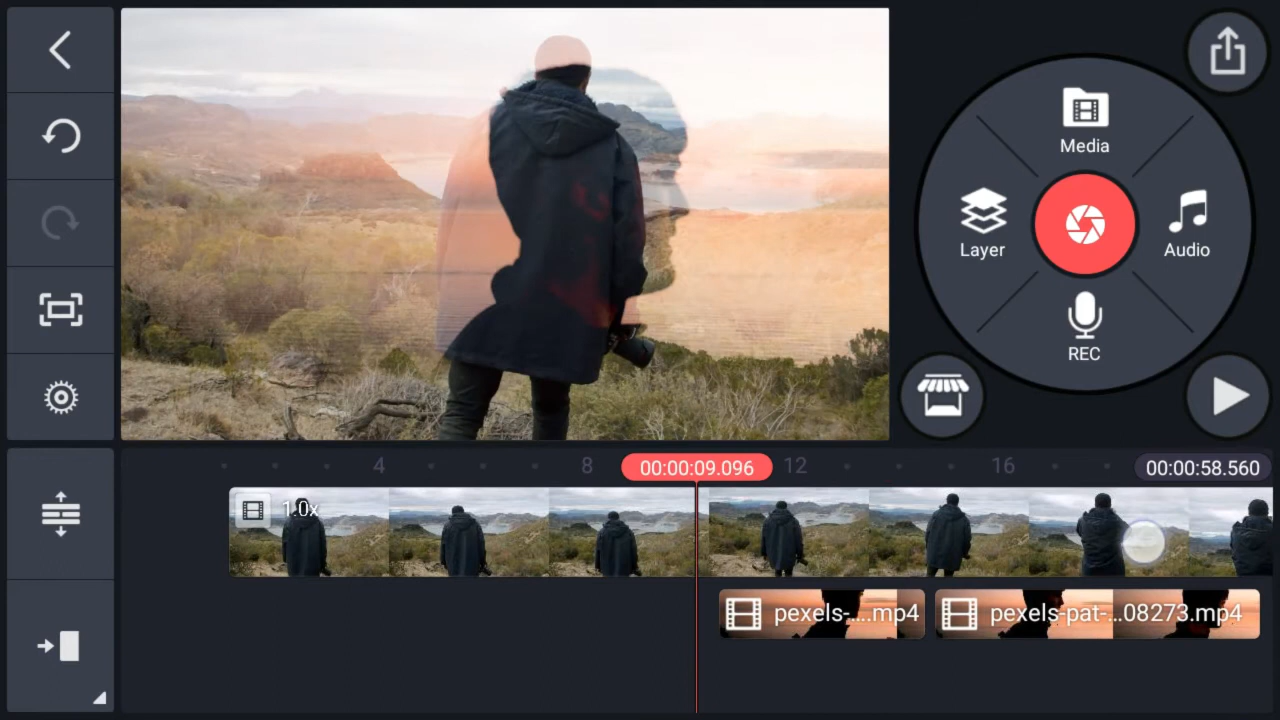 Media
Layer
Audio
REC
4
8
00:00:09.096
12
16
00:00:58.560
1.0x
pexels-....mp4
pexels-pat-...08273.mp4